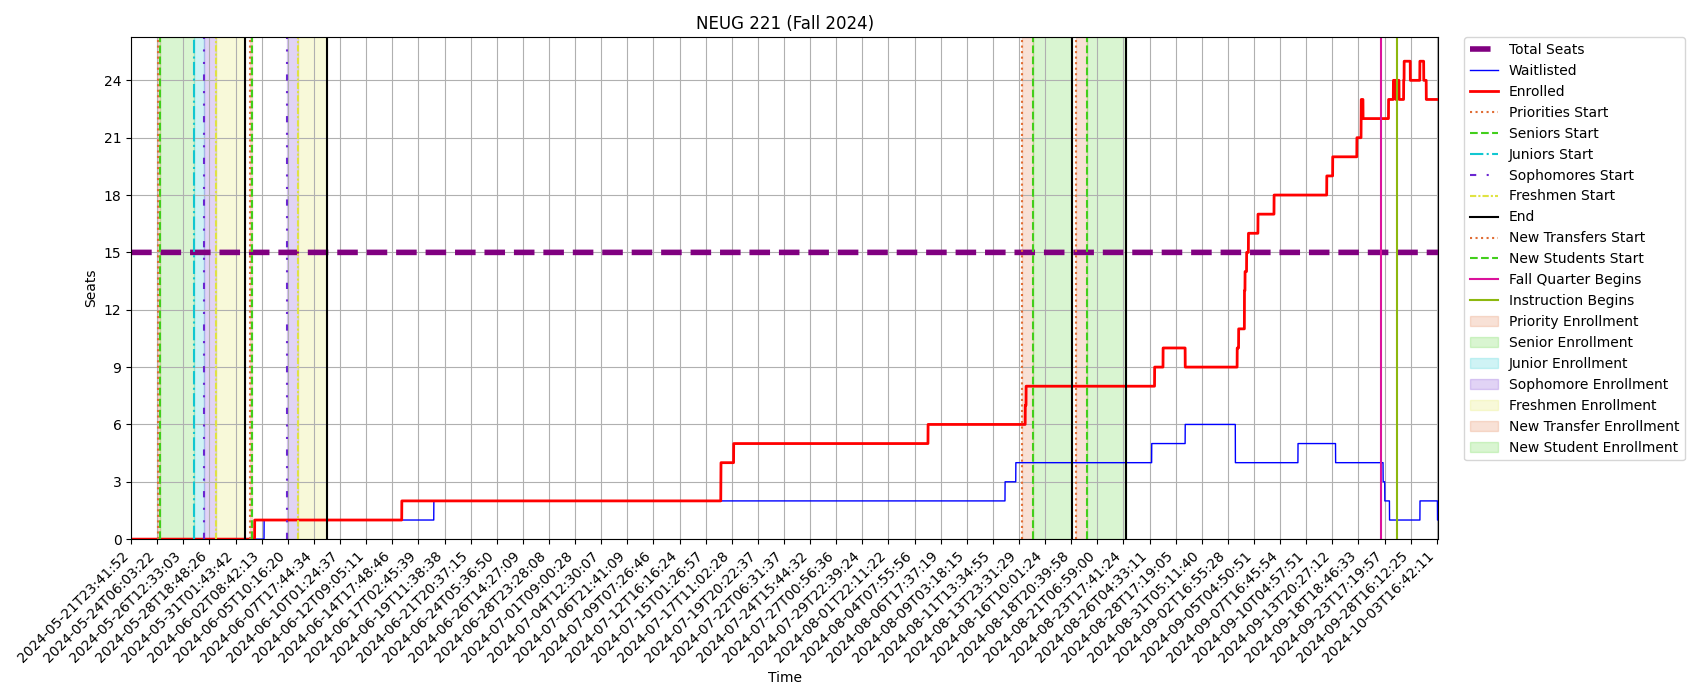 NEUG 221 (Fall 2024)
Seats
24
21
18
15
12
9
6
3
0
2024-05-21T23:41:52
2024-05-24T06:03:22
2024-05-26T12:33:03
2024-05-28T18:48:26
2024-05-31T01:43:42
2024-06-02T08:42:13
2024-06-05T10:16:20
2024-06-07T17:44:34
2024-06-10T01:24:37
2024-06-12T09:05:11
2024-06-14T17:48:46
2024-06-17T02:45:39
2024-06-19T11:38:38
2024-06-21T20:37:15
2024-06-24T05:36:50
2024-06-26T14:27:09
2024-06-28T23:28:08
2024-07-01T09:00:28
2024-07-04T12:30:07
2024-07-06T21:41:09
2024-07-09T07:26:46
2024-07-12T16:16:24
2024-07-15T01:26:57
2024-07-17T11:02:28
2024-07-19T20:22:37
2024-07-22T06:31:37
2024-07-24T15:44:32
2024-07-27T00:56:36
2024-07-29T22:39:24
2024-08-01T22:11:22
2024-08-04T07:55:56
2024-08-06T17:37:19
2024-08-09T03:18:15
2024-08-11T13:34:55
2024-08-13T23:31:29
2024-08-16T10:01:24
2024-08-18T20:39:58
2024-08-21T06:59:00
2024-08-23T17:41:24
2024-08-26T04:33:11
2024-08-28T17:19:05
2024-08-31T05:11:40
2024-09-02T16:55:28
2024-09-05T04:50:51
2024-09-07T16:45:54
2024-09-10T04:57:51
2024-09-13T20:27:12
2024-09-18T18:46:33
2024-09-23T17:19:57
2024-09-28T16:12:25
2024-10-03T16:42:11
Time
Total Seats
Waitlisted
Enrolled
Priorities Start
Seniors Start
Juniors Start
Sophomores Start
Freshmen Start
End
New Transfers Start
New Students Start
Fall Quarter Begins
Instruction Begins
Priority Enrollment
Senior Enrollment
Junior Enrollment
Sophomore Enrollment
Freshmen Enrollment
New Transfer Enrollment
New Student Enrollment